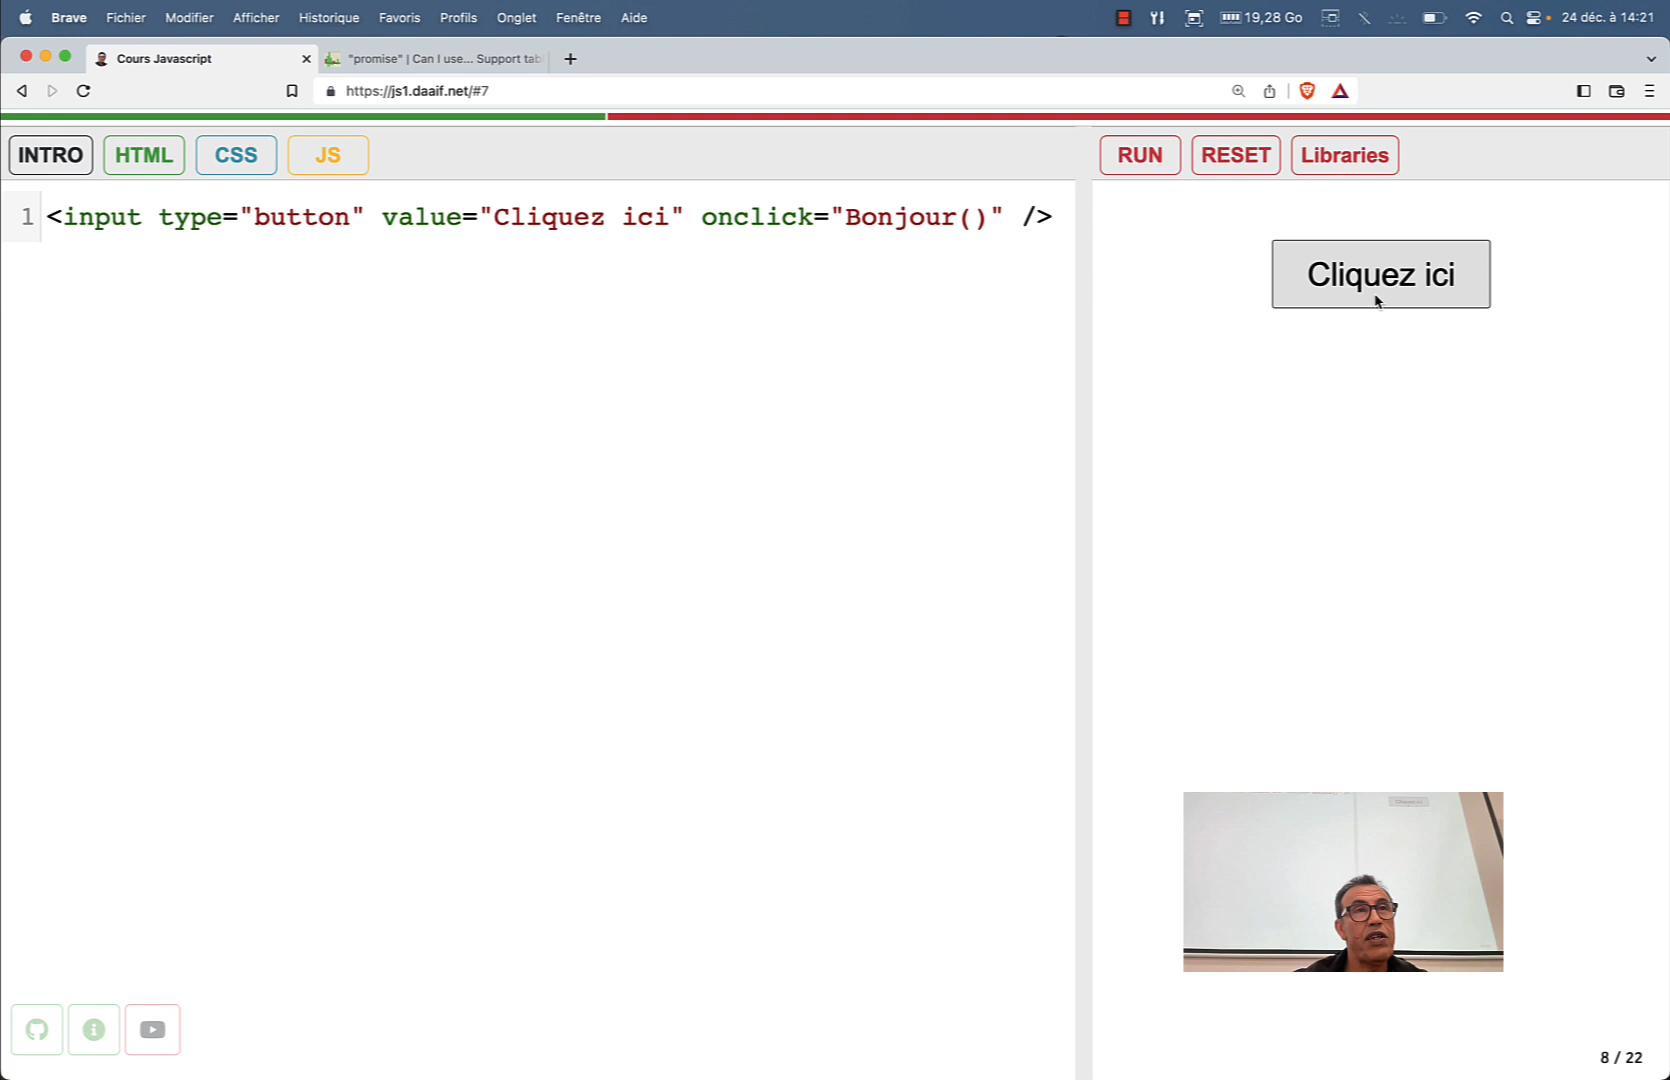 Brave Fichier Modifier Afficher Historique Favoris Profils Onglet Fenêtre Aide 19,28 Go 24 déc. à 14:21
Cours Javascript "promise" | Can I use... Support tab
https://js1.daaif.net/#7
INTRO HTML CSS JS RUN RESET Libraries
1 <input type="button" value="Cliquez ici" onclick="Bonjour()" />
Cliquez ici
8 / 22